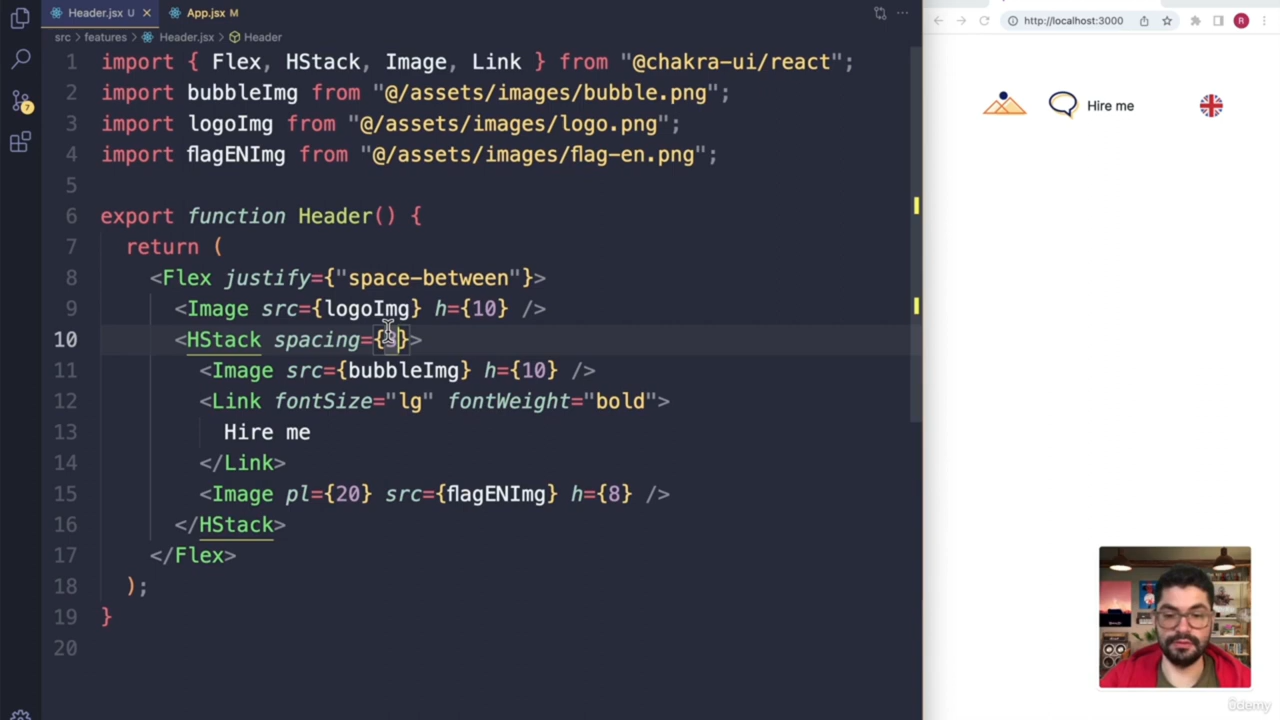 Header.jsx U
App.jsx M
http://localhost:3000
R
src > features > Header.jsx > Header
7
1 import { Flex, HStack, Image, Link } from "@chakra-ui/react";
2 import bubbleImg from "@/assets/images/bubble.png";
3 import logoImg from "@/assets/images/logo.png";
4 import flagENImg from "@/assets/images/flag-en.png";
5
6 export function Header() {
7 return (
8 <Flex justify={"space-between"}>
9 <Image src={logoImg} h={10} />
10 <HStack spacing={}>
11 <Image src={bubbleImg} h={10} />
12 <Link fontSize="lg" fontWeight="bold">
13 Hire me
14 </Link>
15 <Image pl={20} src={flagENImg} h={8} />
16 </HStack>
17 </Flex>
18 );
19 }
20
Hire me
ûdemy